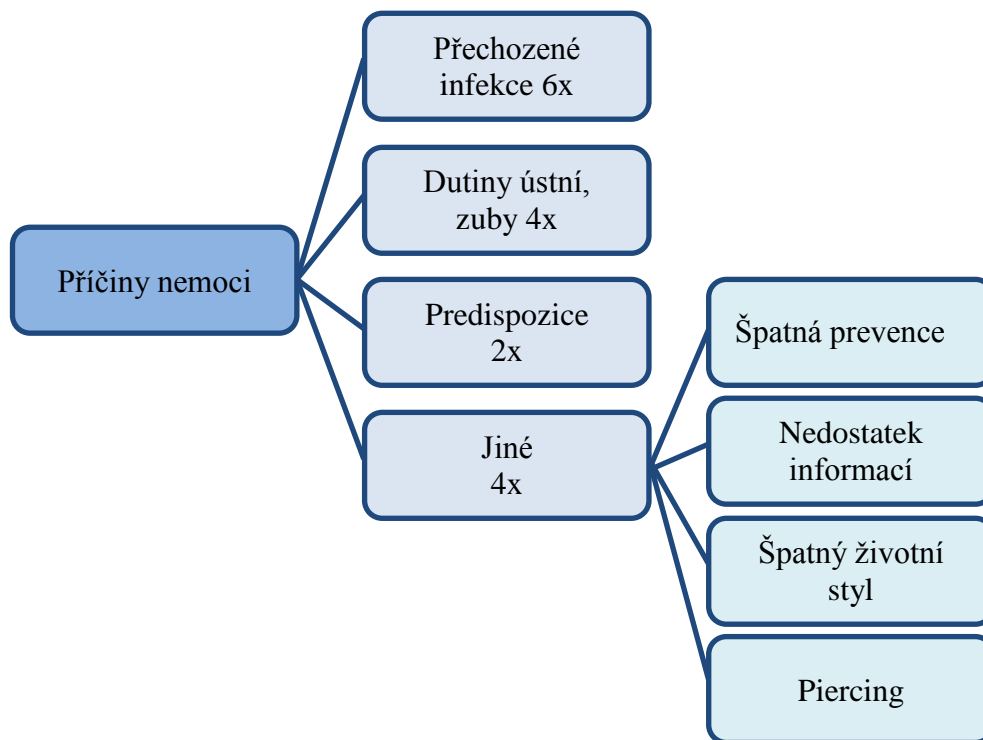 Příčiny nemoci
Přechozené
infekce 6x
Dutiny ústní,
zuby 4x
Predispozice
2x
Jiné
4x
Špatná prevence
Nedostatek
informací
Špatný životní
styl
Piercing